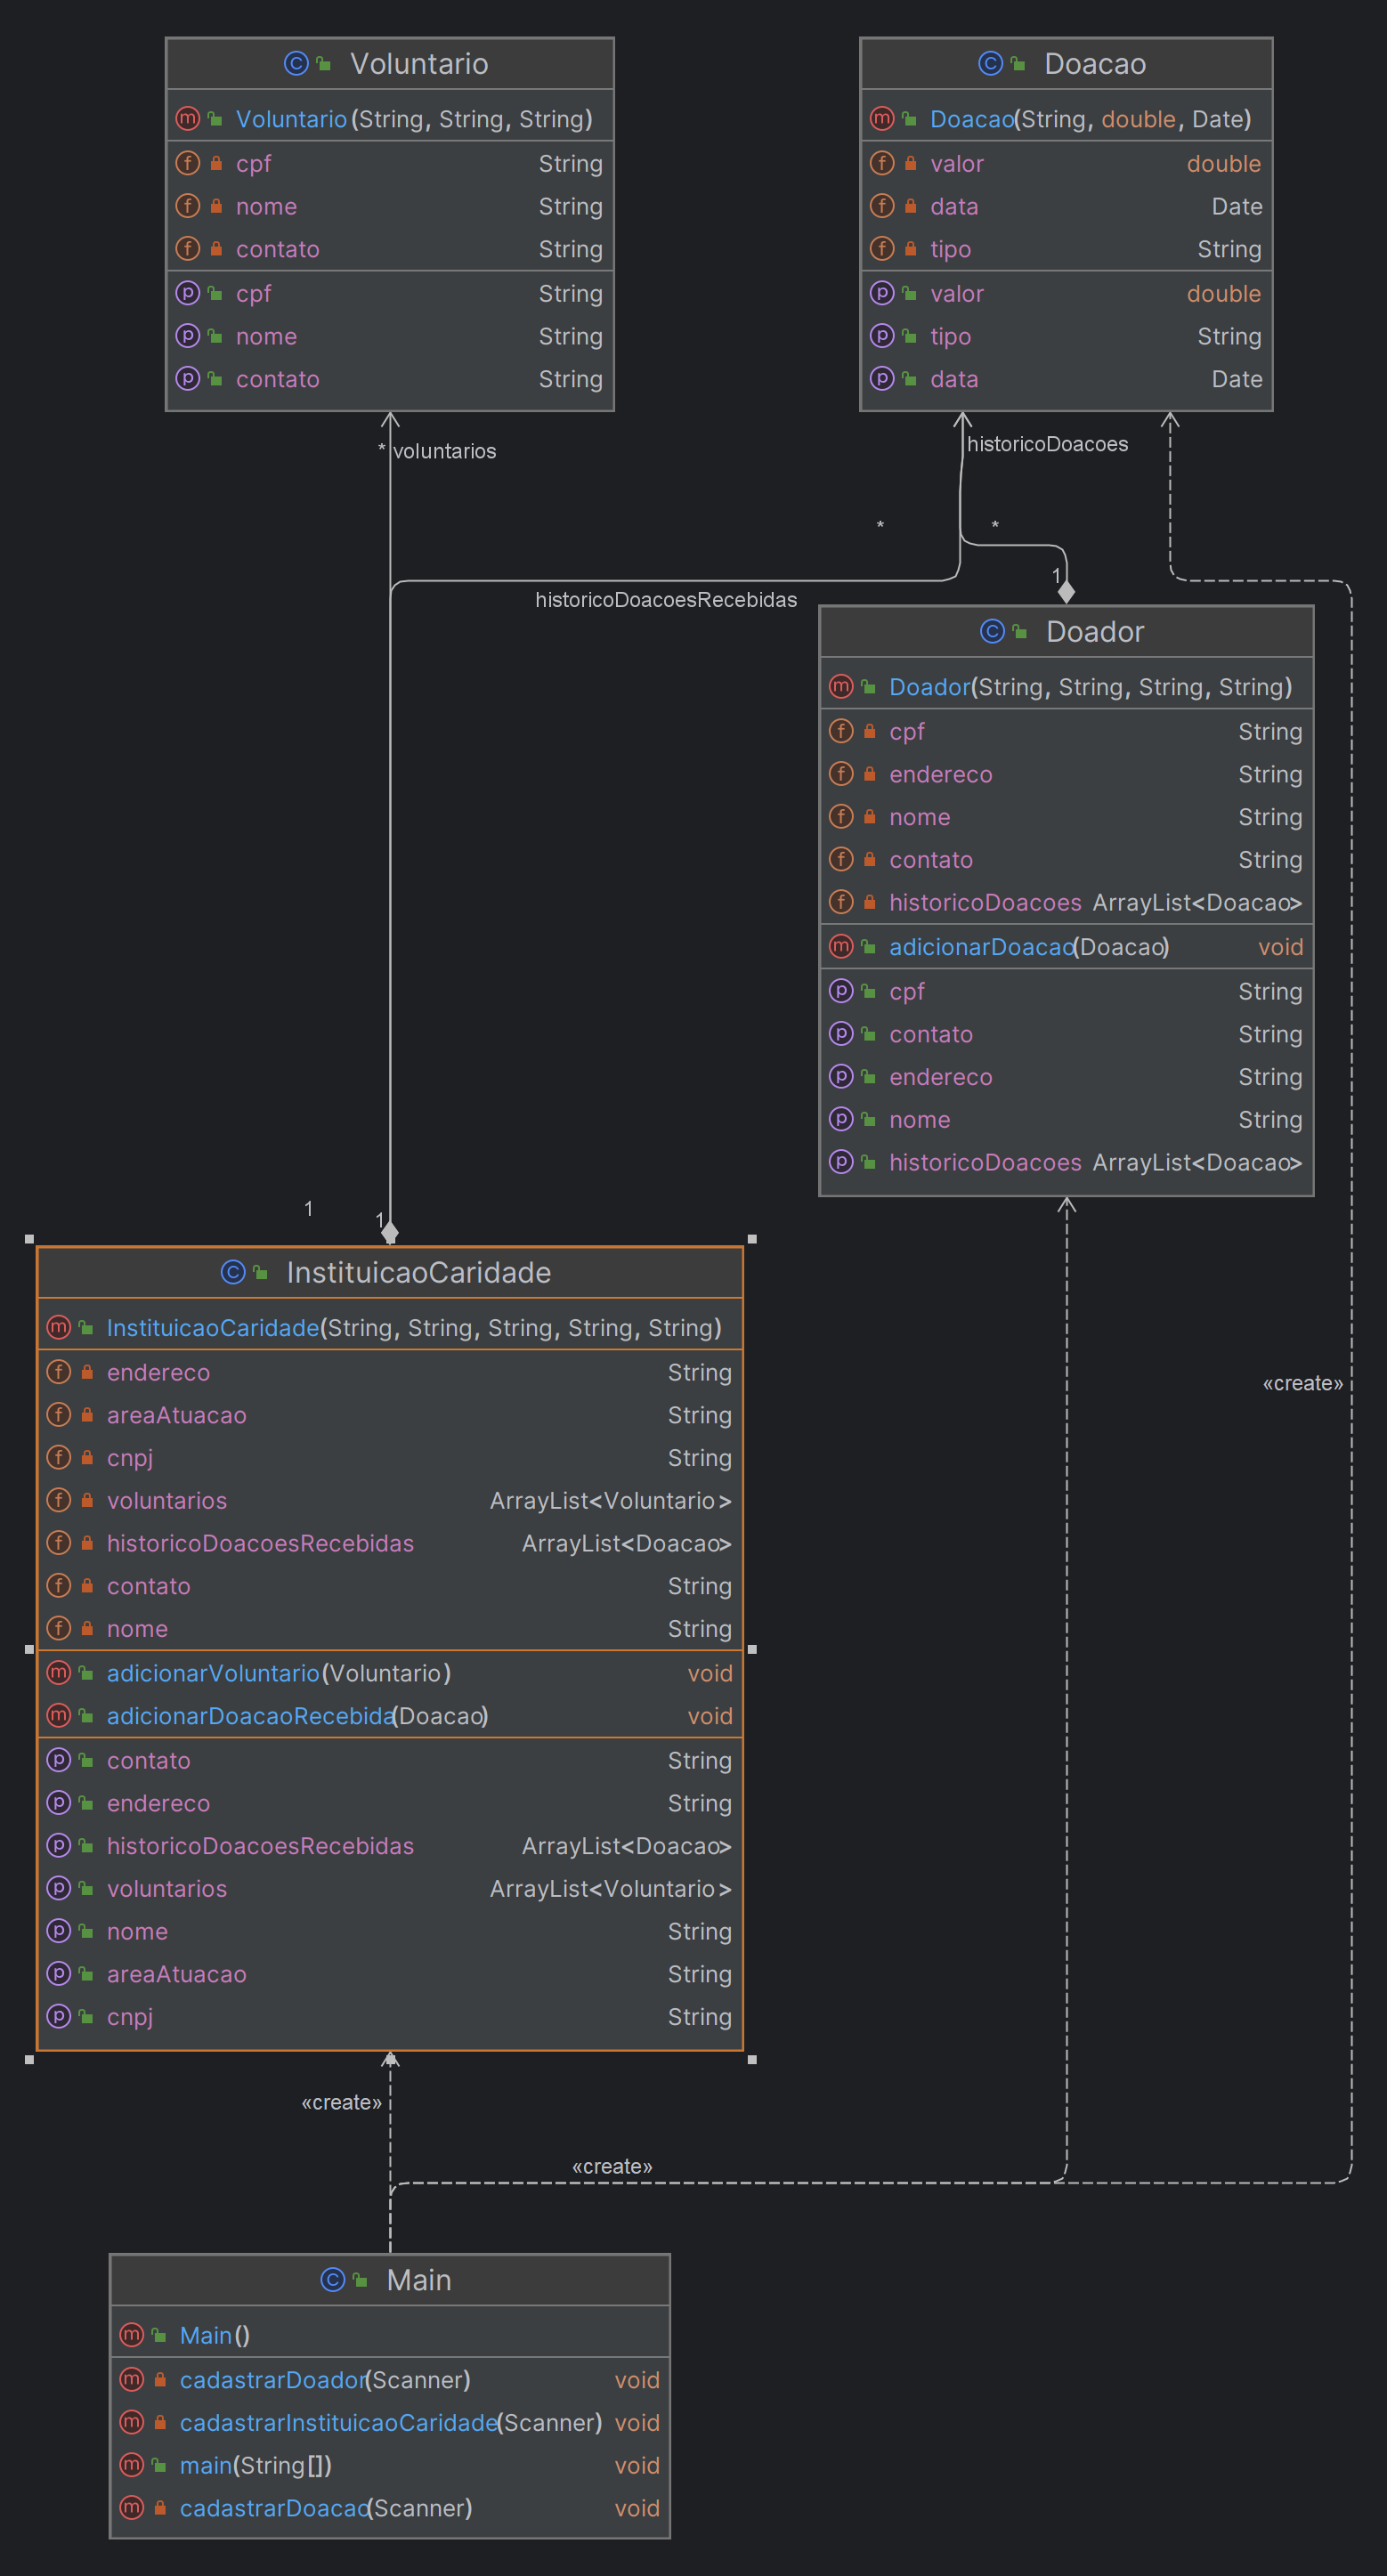 Voluntario
Voluntario(String, String, String)
cpf String
nome String
contato String
cpf String
nome String
contato String
Doacao
Doacao(String, double, Date)
valor double
data Date
tipo String
valor double
tipo String
data Date
* voluntarios
historicoDoacoes
* *
1
historicoDoacoesRecebidas
Doador
Doador(String, String, String, String)
cpf String
endereco String
nome String
contato String
historicoDoacoes ArrayList<Doacao>
adicionarDoacao(Doacao) void
cpf String
contato String
endereco String
nome String
historicoDoacoes ArrayList<Doacao>
1 1
InstituicaoCaridade
InstituicaoCaridade(String, String, String, String, String)
endereco String
areaAtuacao String
cnpj String
voluntarios ArrayList<Voluntario>
historicoDoacoesRecebidas ArrayList<Doacao>
contato String
nome String
adicionarVoluntario(Voluntario) void
adicionarDoacaoRecebida(Doacao) void
contato String
endereco String
historicoDoacoesRecebidas ArrayList<Doacao>
voluntarios ArrayList<Voluntario>
nome String
areaAtuacao String
cnpj String
«create»
«create»
«create»
Main
Main()
cadastrarDoador(Scanner) void
cadastrarInstituicaoCaridade(Scanner) void
main(String[]) void
cadastrarDoacao(Scanner) void